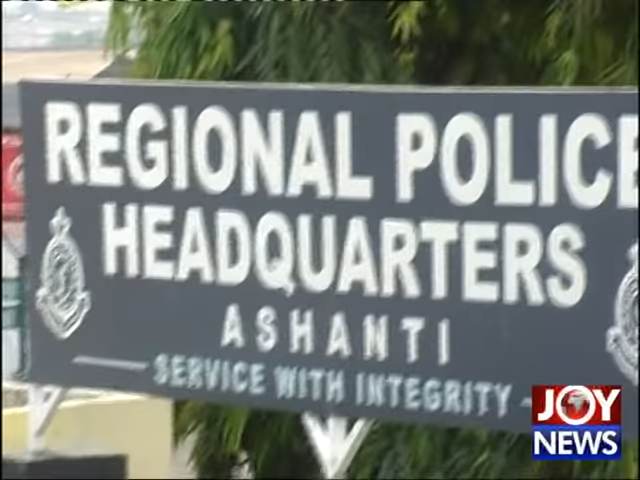 REGIONAL POLICE
HEADQUARTERS
ASHANTI
SERVICE WITH INTEGRITY
JOY
NEWS